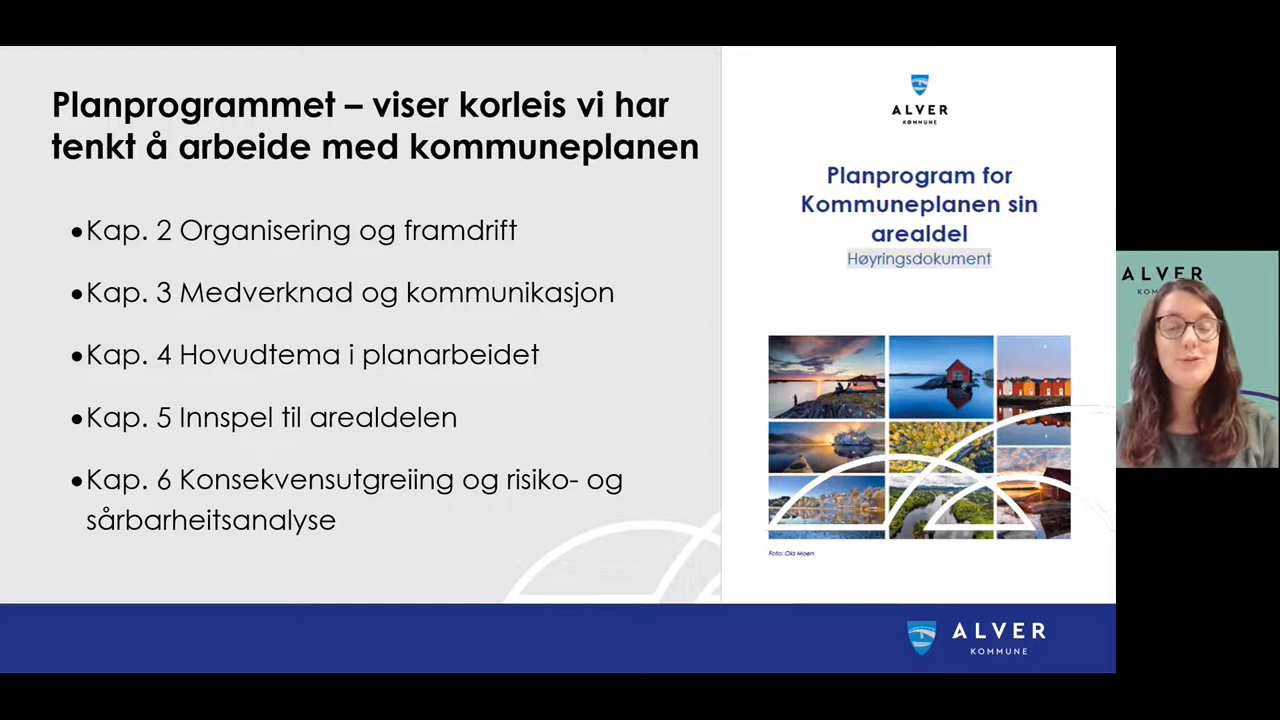 Planprogrammet – viser korleis vi har
tenkt å arbeide med kommuneplanen
•Kap. 2 Organisering og framdrift
•Kap. 3 Medverknad og kommunikasjon
•Kap. 4 Hovudtema i planarbeidet
•Kap. 5 Innspel til arealdelen
•Kap. 6 Konsekvensutgreiing og risiko- og
sårbarheitsanalyse
ALVER
KOMMUNE
Planprogram for
Kommuneplanen sin
arealdel
Høyringsdokument
Foto: Ola Moen
ALVER
KOM
ALVER
KOMMUNE